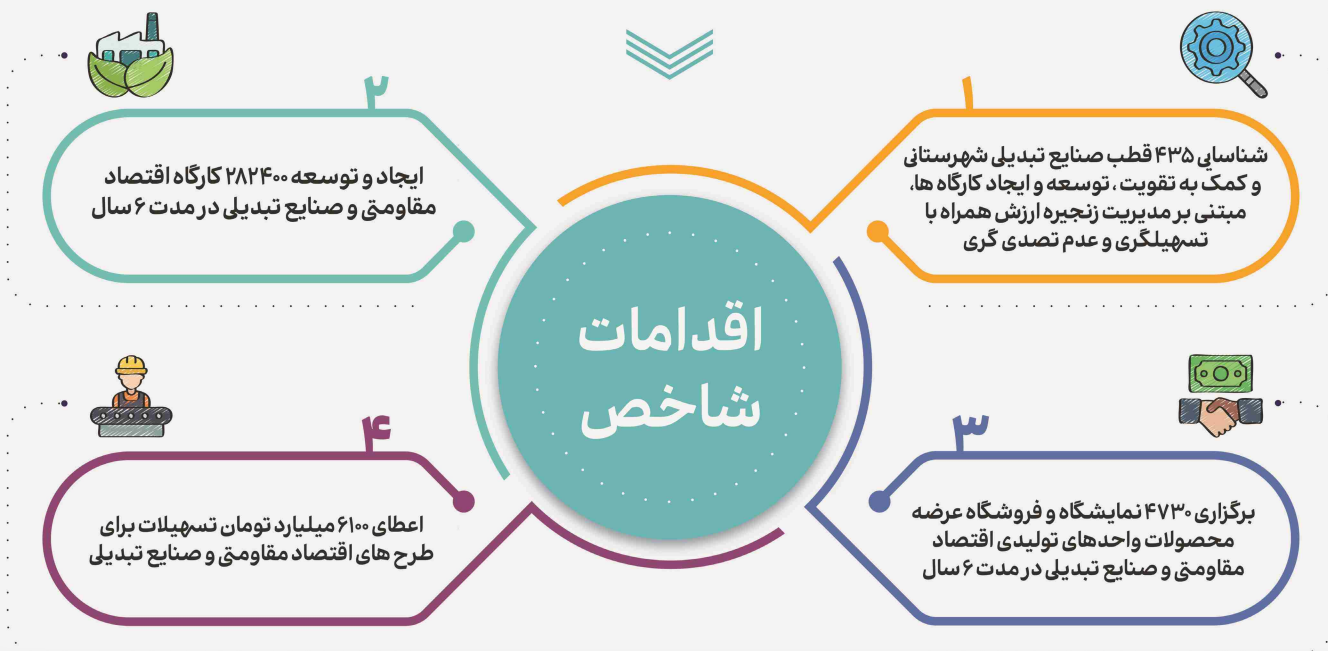 اقدامات
شاخص
۱
شناسایی ۴۳۵ قطب صنایع تبدیلی شهرستانی
و کمک به تقویت ، توسعه و ایجاد کارگاه ها،
مبتنی بر مدیریت زنجیره ارزش همراه با
تسهیلگری و عدم تصدی گری
۲
ایجاد و توسعه ۲۸۲۴۰۰ کارگاه اقتصاد
مقاومتی و صنایع تبدیلی در مدت ۶ سال
۳
برگزاری ۴۷۳۰ نمایشگاه و فروشگاه عرضه
محصولات واحدهای تولیدی اقتصاد
مقاومتی و صنایع تبدیلی در مدت ۶ سال
۴
اعطای ۶۱۰۰ میلیارد تومان تسهیلات برای
طرح های اقتصاد مقاومتی و صنایع تبدیلی